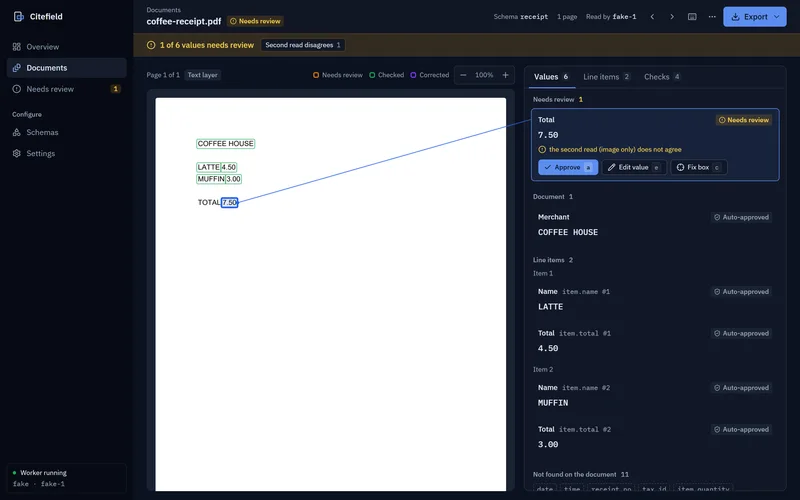 Citefield
Overview
Documents
Needs review 1
Configure
Schemas
Settings
Worker running
fake · fake-1
Documents
coffee-receipt.pdf Needs review
Schema receipt 1 page Read by fake-1
Export
1 of 6 values needs review Second read disagrees 1
Page 1 of 1 Text layer
Needs review Checked Corrected 100%
COFFEE HOUSE
LATTE 4.50
MUFFIN 3.00
TOTAL 7.50
Values 6 Line items 2 Checks 4
Needs review 1
Total Needs review
7.50
the second read (image only) does not agree
Approve a Edit value e Fix box c
Document 1
Merchant Auto-approved
COFFEE HOUSE
Line items 2
Item 1
Name item.name #1 Auto-approved
LATTE
Total item.total #1 Auto-approved
4.50
Item 2
Name item.name #2 Auto-approved
MUFFIN
Total item.total #2 Auto-approved
3.00
Not found on the document 11
date time receipt_no tax_id item.quantity